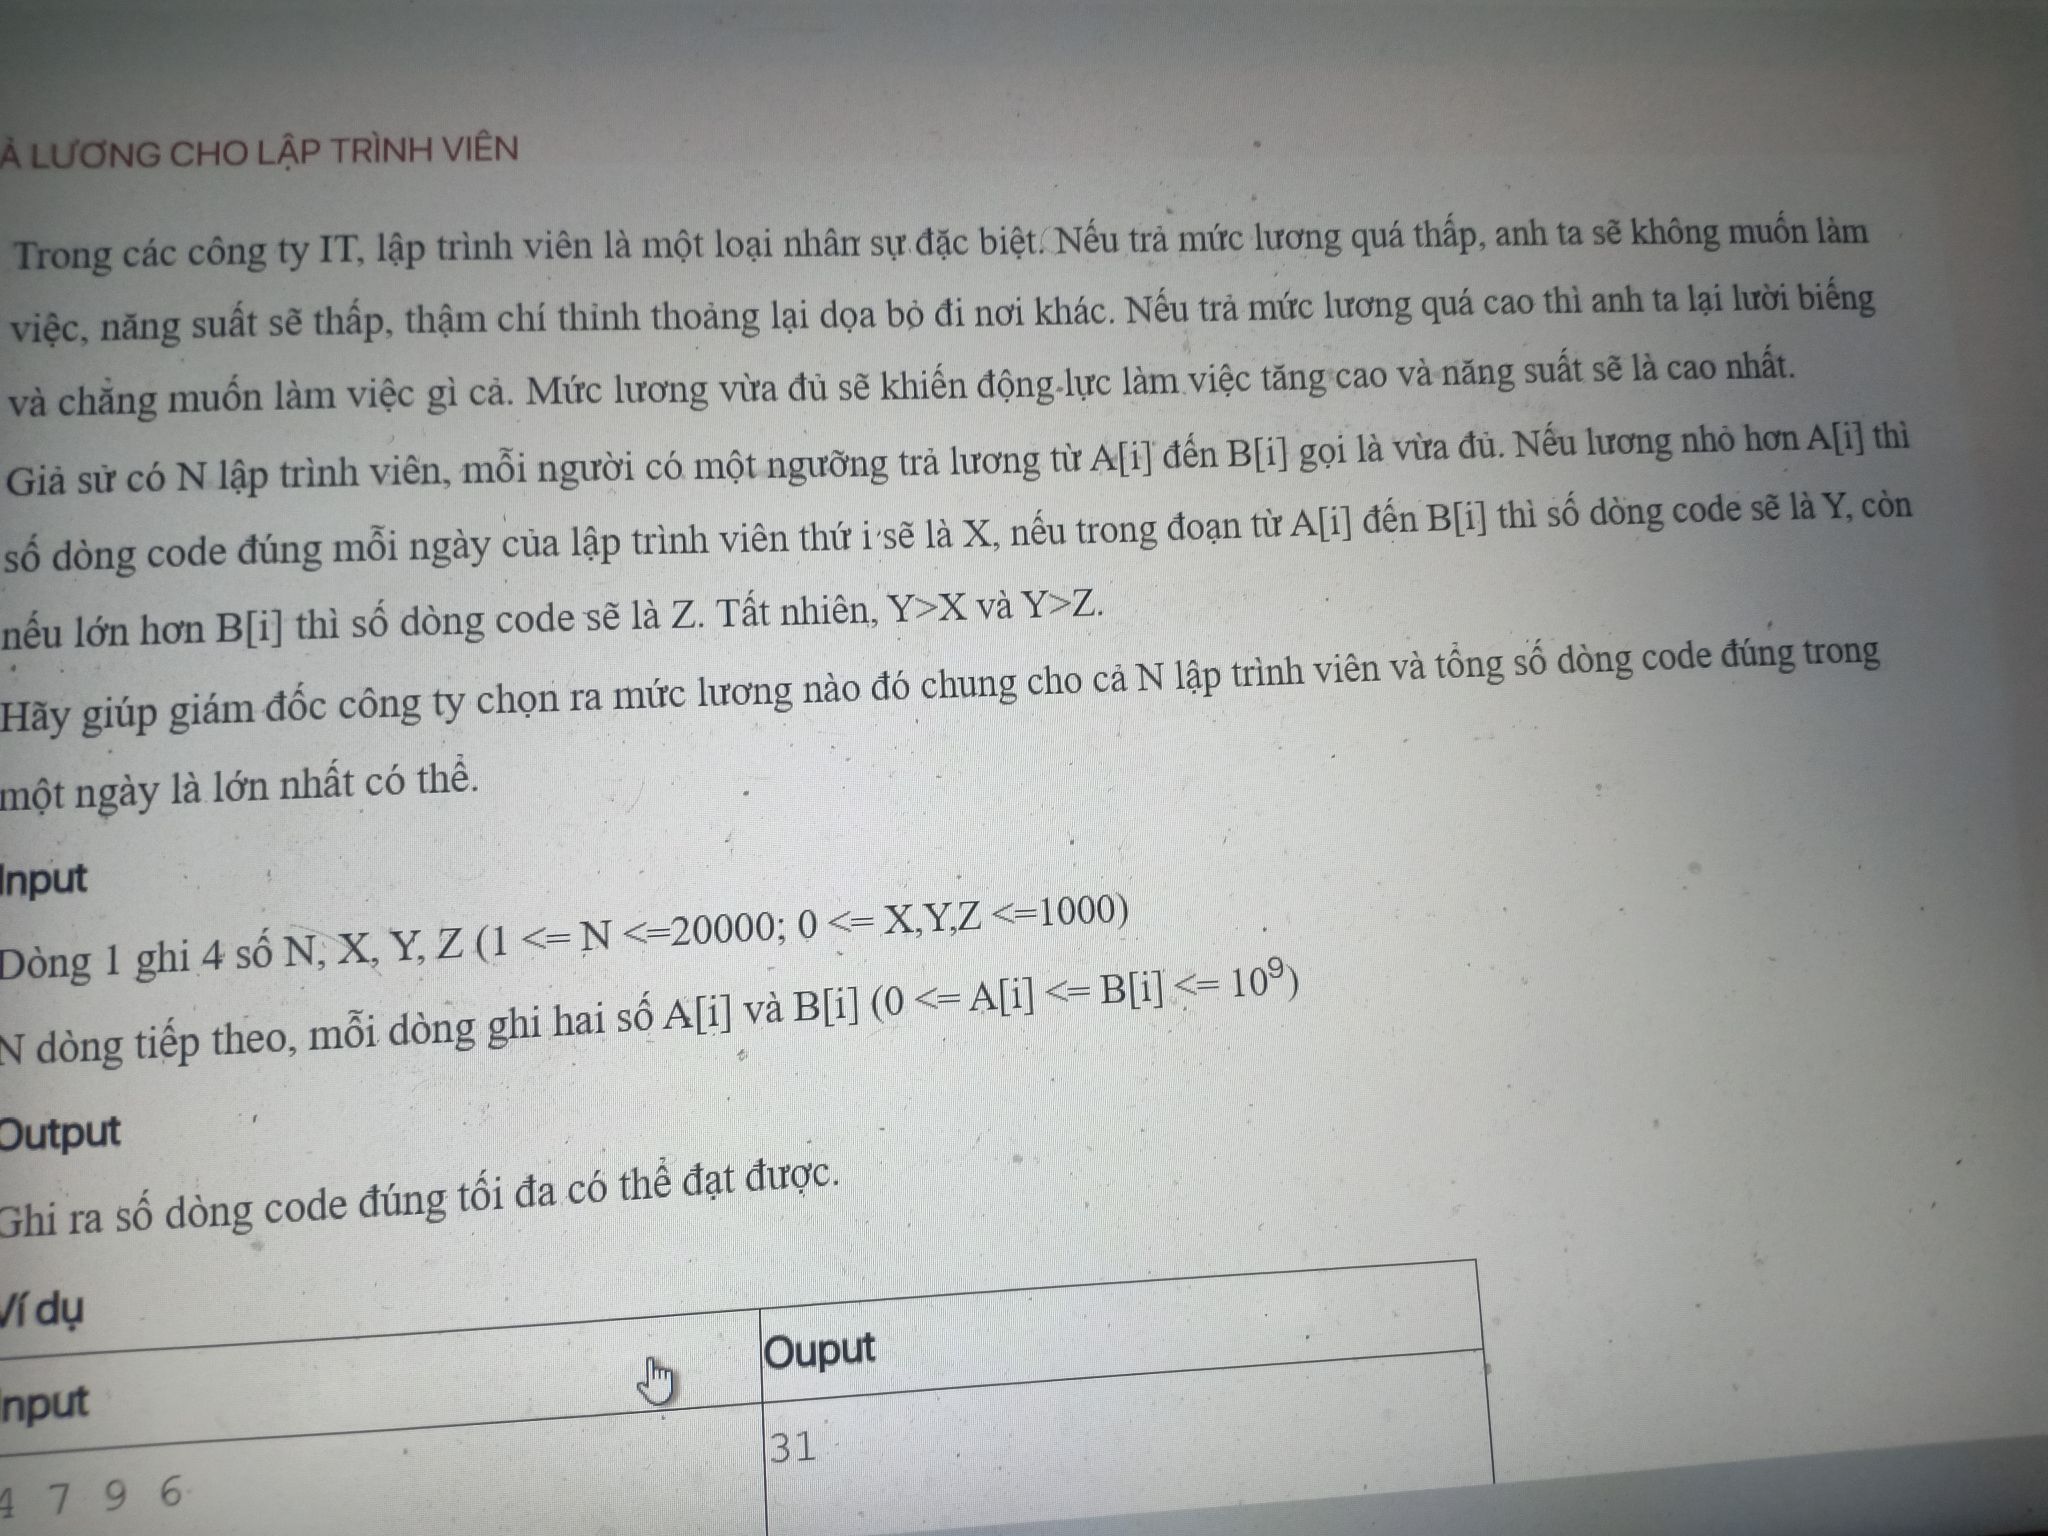 Ả LƯƠNG CHO LẬP TRÌNH VIÊN
Trong các công ty IT, lập trình viên là một loại nhân sự đặc biệt. Nếu trả mức lương quá thấp, anh ta sẽ không muốn làm
việc, năng suất sẽ thấp, thậm chí thỉnh thoảng lại dọa bỏ đi nơi khác. Nếu trả mức lương quá cao thì anh ta lại lười biếng
và chẳng muốn làm việc gì cả. Mức lương vừa đủ sẽ khiến động lực làm việc tăng cao và năng suất sẽ là cao nhất.
Giả sử có N lập trình viên, mỗi người có một ngưỡng trả lương từ A[i] đến B[i] gọi là vừa đủ. Nếu lương nhỏ hơn A[i] thì
số dòng code đúng mỗi ngày của lập trình viên thứ i sẽ là X, nếu trong đoạn từ A[i] đến B[i] thì số dòng code sẽ là Y, còn
nếu lớn hơn B[i] thì số dòng code sẽ là Z. Tất nhiên, Y>X và Y>Z.
Hãy giúp giám đốc công ty chọn ra mức lương nào đó chung cho cả N lập trình viên và tổng số dòng code đúng trong
một ngày là lớn nhất có thể.
Input
Dòng 1 ghi 4 số N, X, Y, Z (1 <= N <=20000; 0 <= X,Y,Z <=1000)
N dòng tiếp theo, mỗi dòng ghi hai số A[i] và B[i] (0 <= A[i] <= B[i] <= 10⁹)
Output
Ghi ra số dòng code đúng tối đa có thể đạt được.
Ví dụ
Input
Ouput
4 7 9 6
31